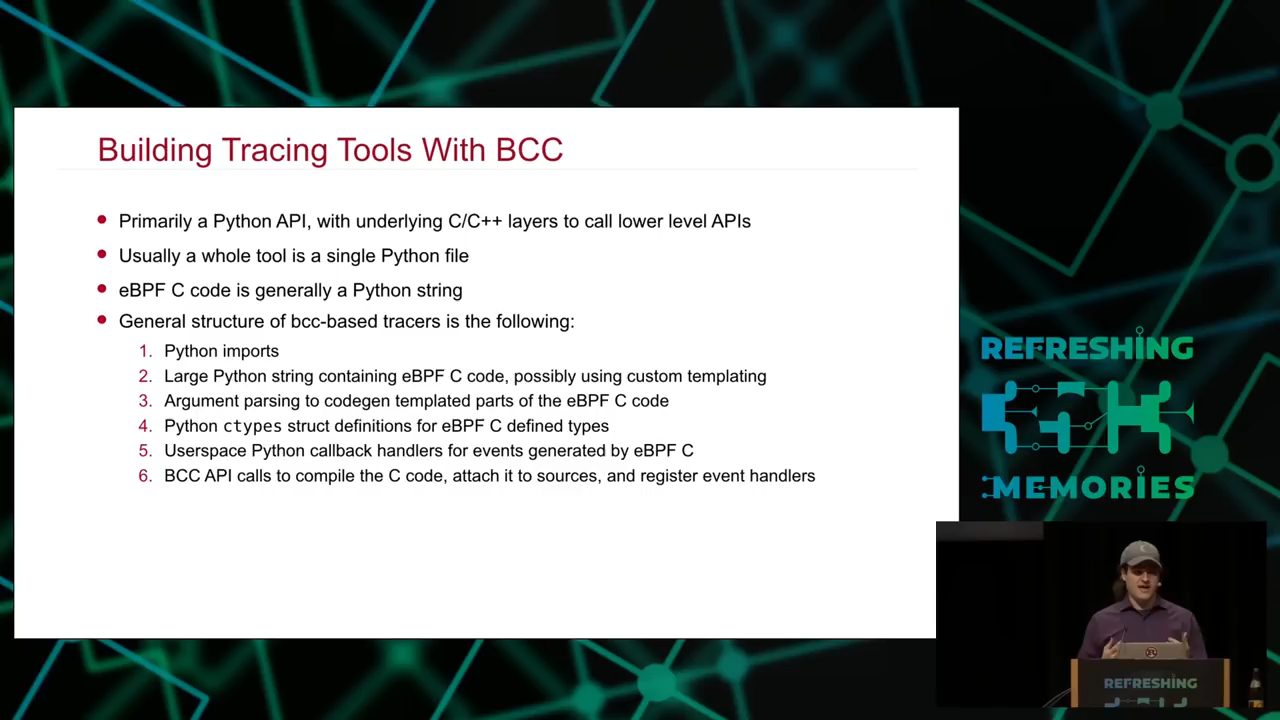 Building Tracing Tools With BCC
Primarily a Python API, with underlying C/C++ layers to call lower level APIs
Usually a whole tool is a single Python file
eBPF C code is generally a Python string
General structure of bcc-based tracers is the following:
1. Python imports
2. Large Python string containing eBPF C code, possibly using custom templating
3. Argument parsing to codegen templated parts of the eBPF C code
4. Python ctypes struct definitions for eBPF C defined types
5. Userspace Python callback handlers for events generated by eBPF C
6. BCC API calls to compile the C code, attach it to sources, and register event handlers
REFRESHING
MEMORIES
REFRESHING